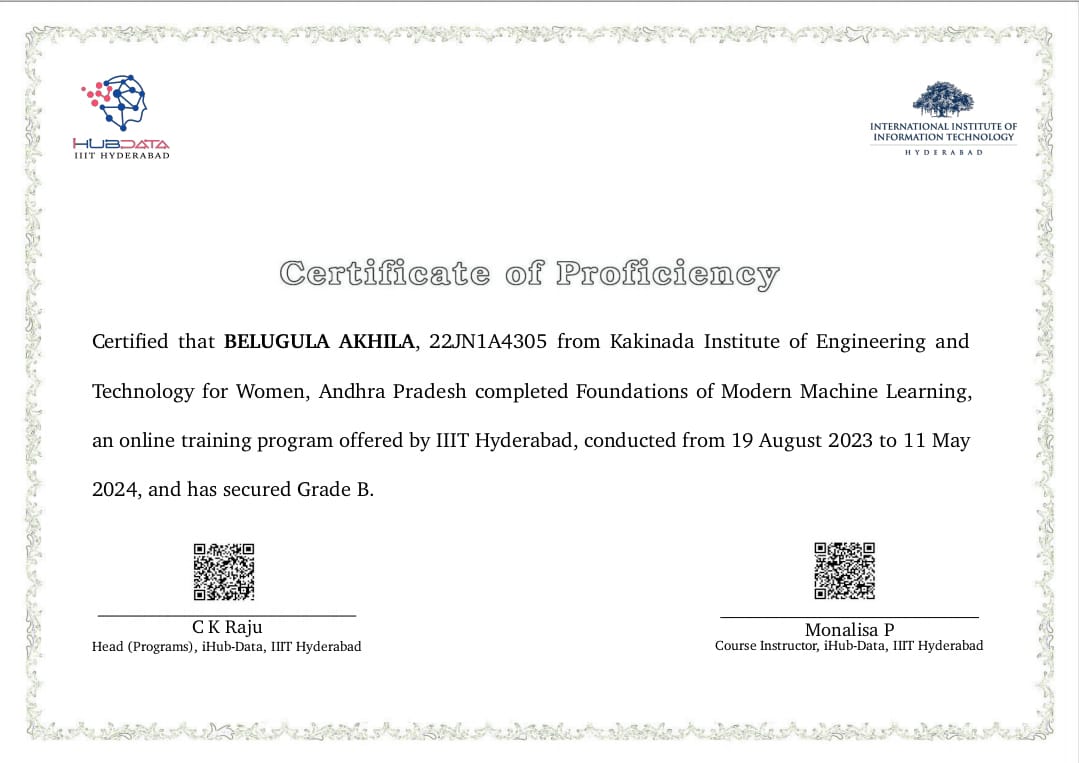 HUBDATA
IIIT HYDERABAD
INTERNATIONAL INSTITUTE OF
INFORMATION TECHNOLOGY
HYDERABAD
Certificate of Proficiency
Certified that BELUGULA AKHILA, 22JN1A4305 from Kakinada Institute of Engineering and
Technology for Women, Andhra Pradesh completed Foundations of Modern Machine Learning,
an online training program offered by IIIT Hyderabad, conducted from 19 August 2023 to 11 May
2024, and has secured Grade B.
C K Raju
Head (Programs), iHub-Data, IIIT Hyderabad
Monalisa P
Course Instructor, iHub-Data, IIIT Hyderabad